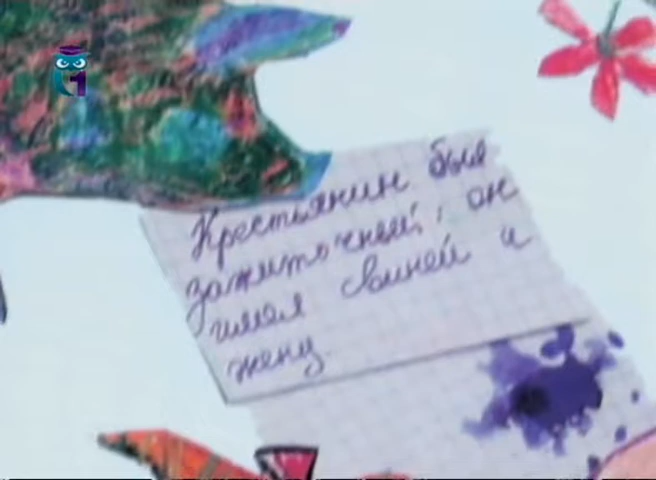 Крестьянин был
зажиточный; он
имел свиней и
жену.